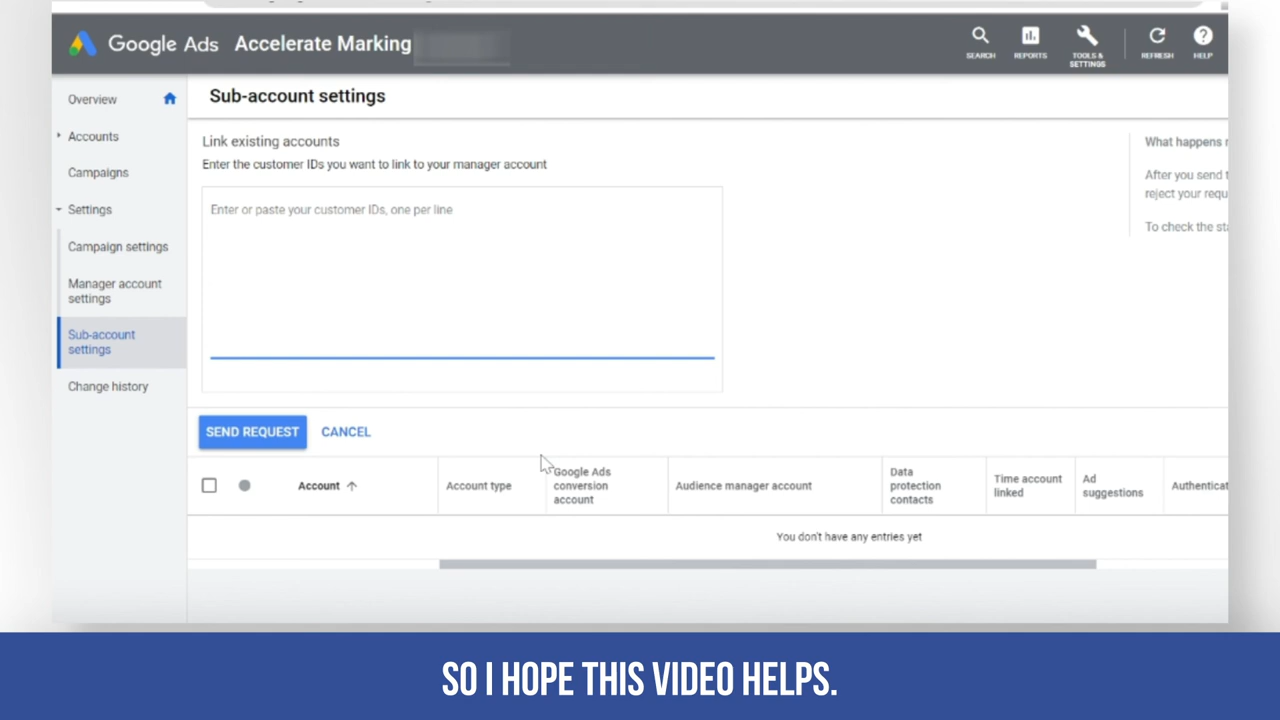 Google Ads Accelerate Marking
SEARCH
REPORTS
TOOLS &
SETTINGS
REFRESH
HELP
Overview
Accounts
Campaigns
Settings
Campaign settings
Manager account
settings
Sub-account
settings
Change history
Sub-account settings
Link existing accounts
Enter the customer IDs you want to link to your manager account
Enter or paste your customer IDs, one per line
What happens
After you send
reject your
To check the
SEND REQUEST CANCEL
Account
Account type
Google Ads
conversion
account
Audience manager account
Data
protection
contacts
Time account
linked
Ad
suggestions
Authenticat
You don't have any entries yet
SO I HOPE THIS VIDEO HELPS.